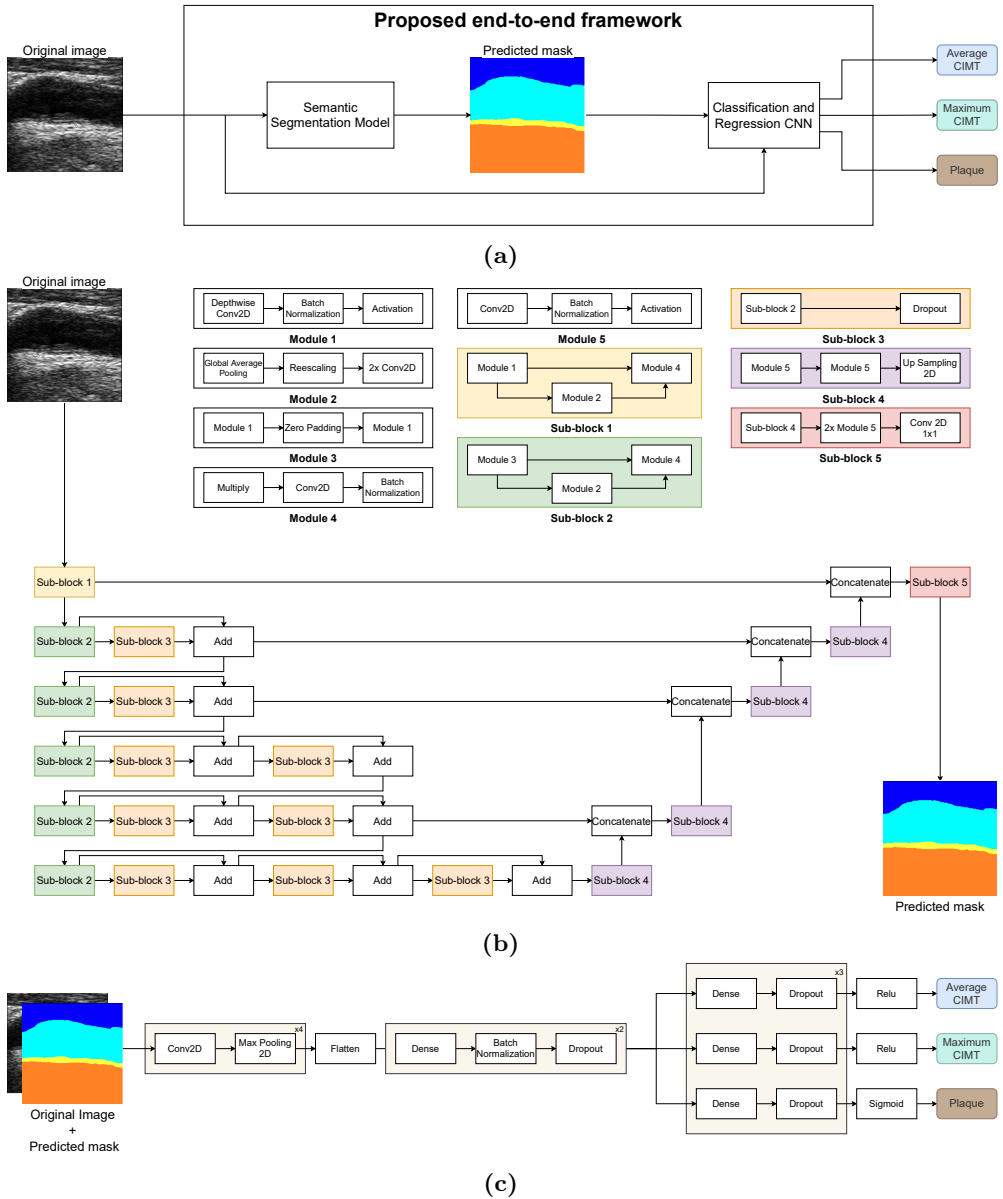 Proposed end-to-end framework
Original image
Predicted mask
Semantic
Segmentation Model
Classification and
Regression CNN
Average
CIMT
Maximum
CIMT
Plaque
(a)
Original image
Depthwise
Conv2D
Batch
Normalization
Activation
Module 1
Global Average
Pooling
Reescaling
2x Conv2D
Module 2
Module 1
Zero Padding
Module 1
Module 3
Multiply
Conv2D
Batch
Normalization
Module 4
Conv2D
Batch
Normalization
Activation
Module 5
Module 1
Module 4
Module 2
Sub-block 1
Module 3
Module 4
Module 2
Sub-block 2
Sub-block 2
Dropout
Sub-block 3
Module 5
Module 5
Up Sampling
2D
Sub-block 4
Sub-block 4
2x Module 5
Conv 2D
1x1
Sub-block 5
Sub-block 1
Concatenate
Sub-block 5
Sub-block 2
Sub-block 3
Add
Concatenate
Sub-block 4
Sub-block 2
Sub-block 3
Add
Concatenate
Sub-block 4
Sub-block 2
Sub-block 3
Add
Sub-block 3
Add
Sub-block 2
Sub-block 3
Add
Sub-block 3
Add
Concatenate
Sub-block 4
Sub-block 2
Sub-block 3
Add
Sub-block 3
Add
Sub-block 3
Add
Sub-block 4
Predicted mask
(b)
Original Image
+
Predicted mask
Conv2D
Max Pooling
2D
x4
Flatten
Dense
Batch
Normalization
Dropout
x2
x3
Dense
Dropout
Relu
Average
CIMT
Dense
Dropout
Relu
Maximum
CIMT
Dense
Dropout
Sigmoid
Plaque
(c)